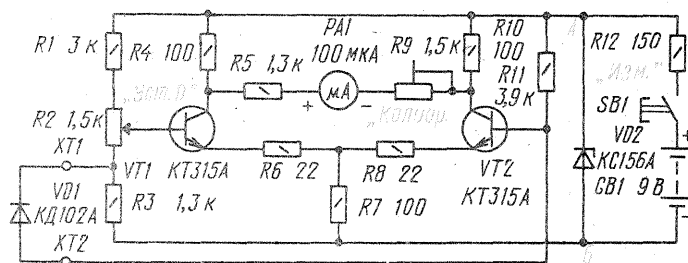 R1 3 к
R4 100
R5 1,3 к
PA1
100 мкА
μА
+
−
R9 1,5 к
R10
100
R11
3,9 к
R12 150
„Изм."
„Уст.0"
„Калибр.
SB1
R2 1,5к
XT1
VT1
КТ315А
R6 22
R8 22
VT2
КТ315А
VD2
КС156А
+
GB1 9 В
−
VD1
КД102А
XT2
R3 1,3 к
R7 100